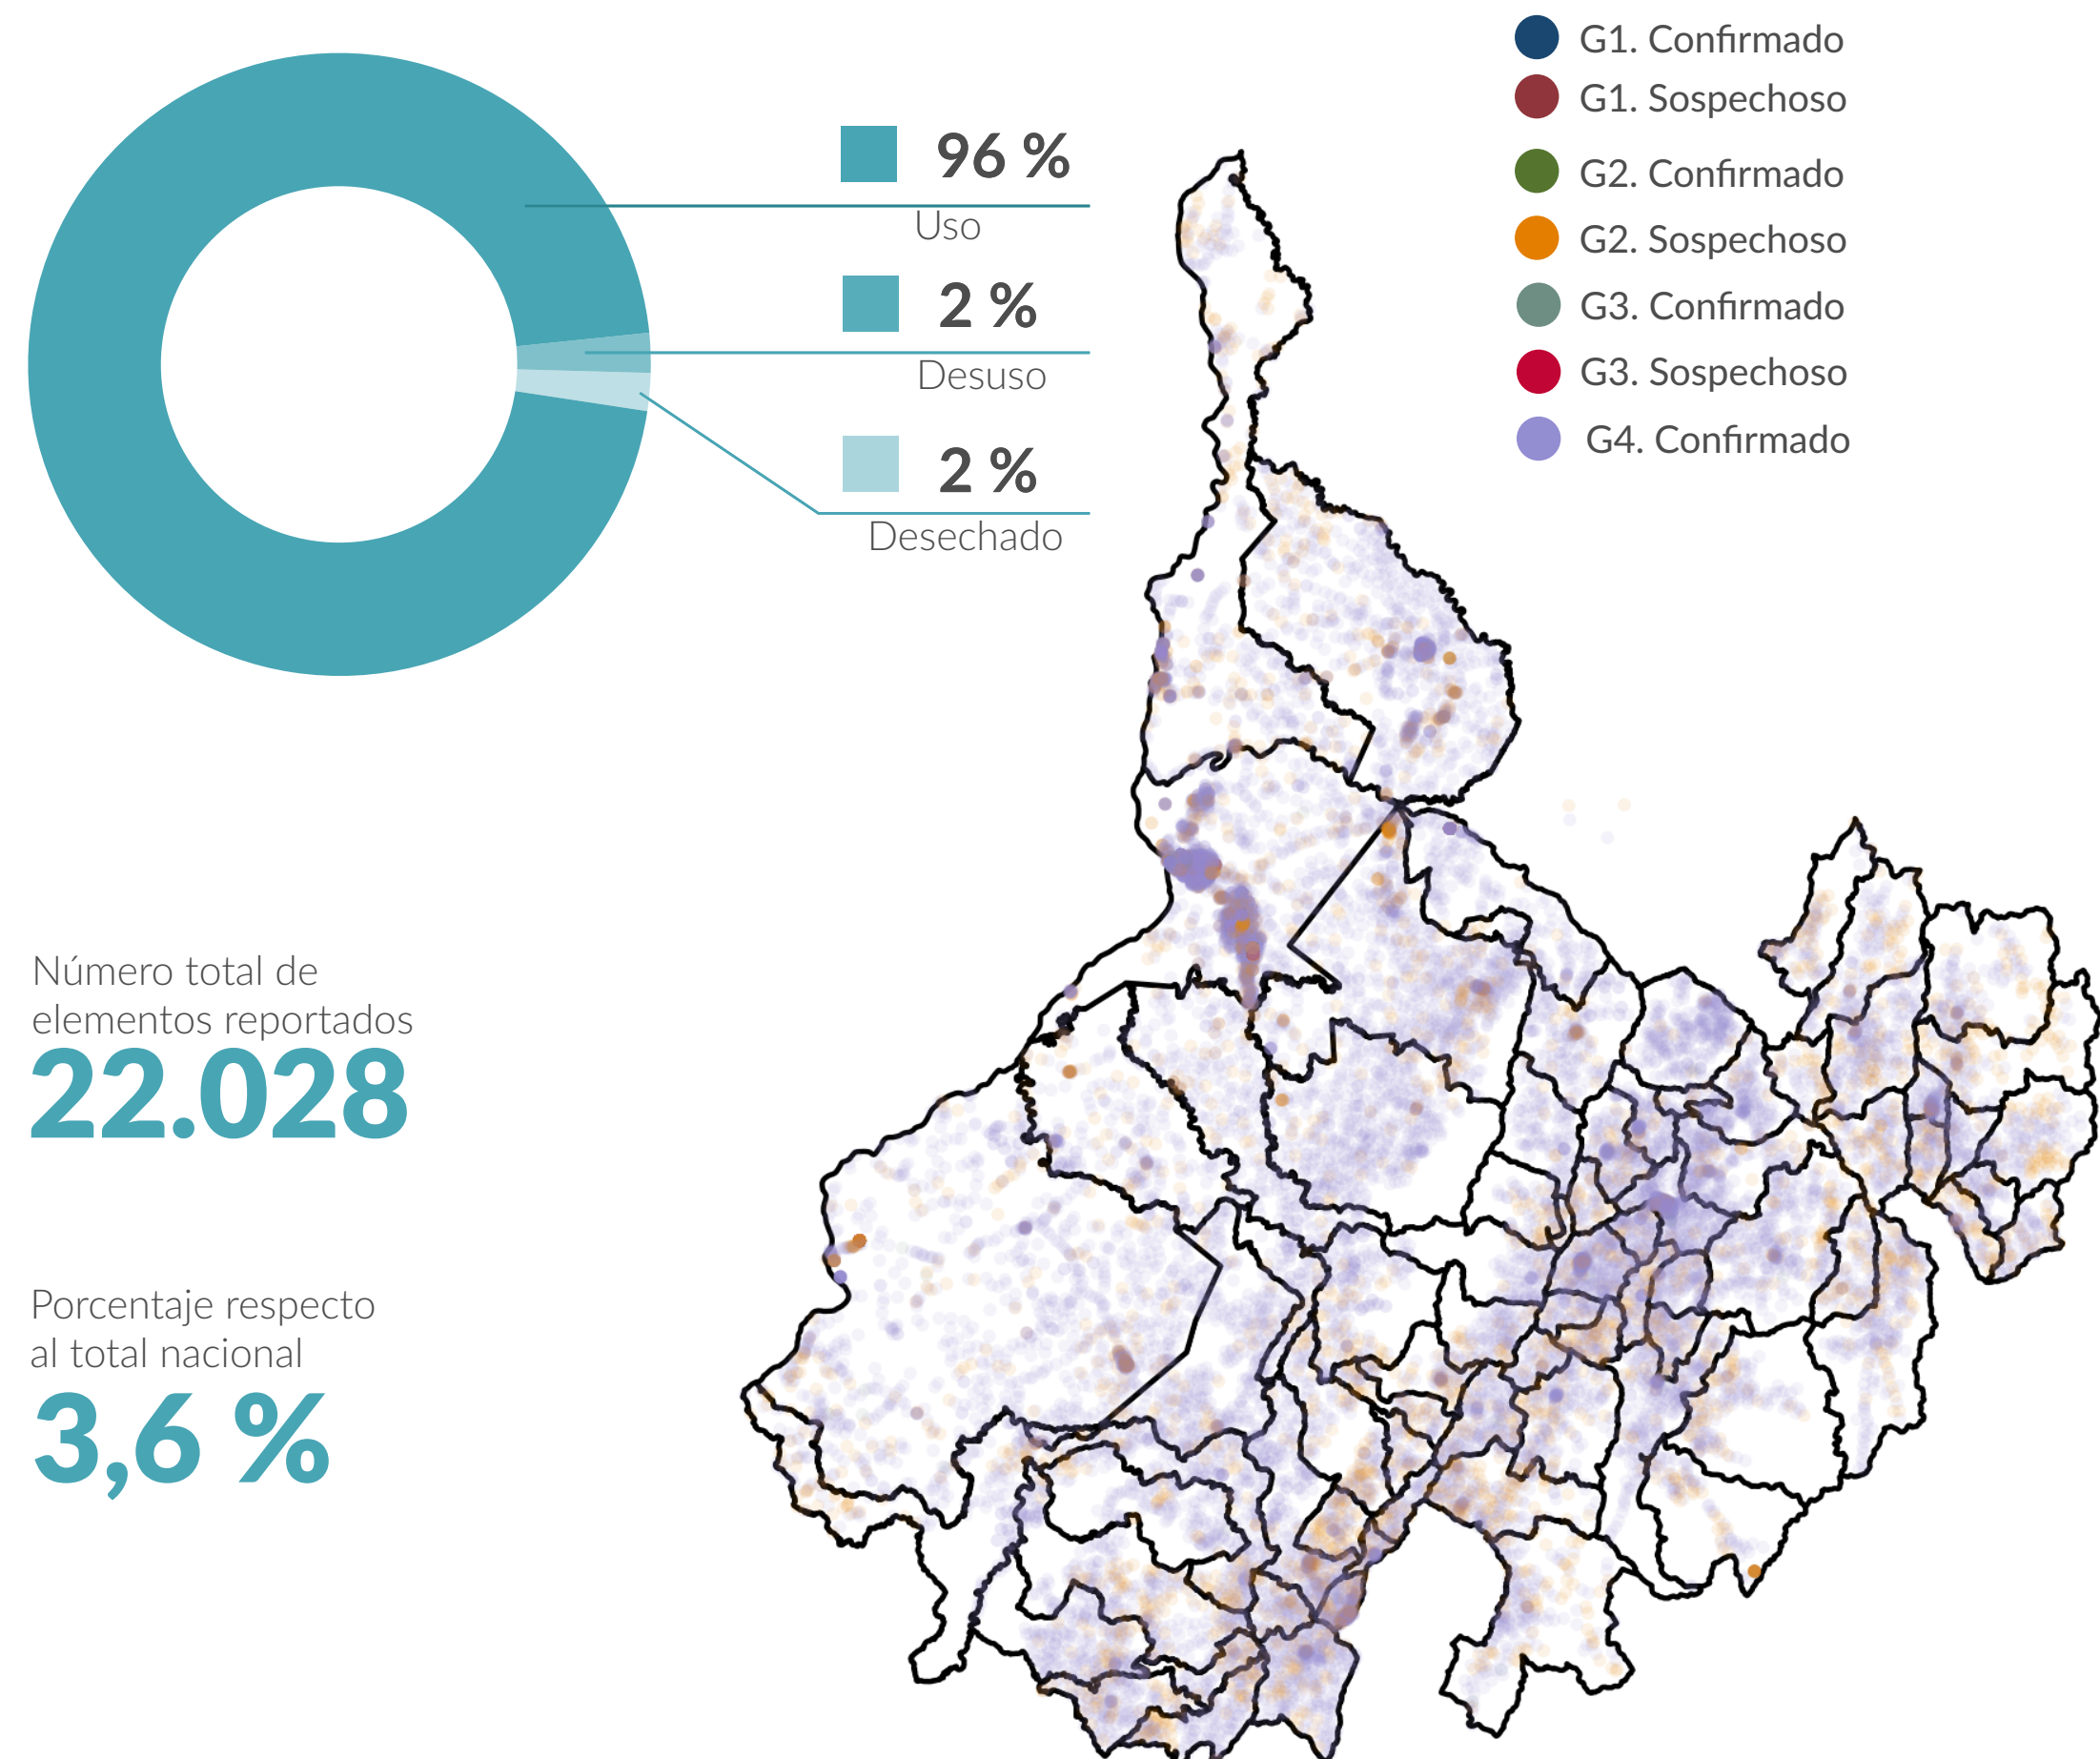 96 %
Uso
2 %
Desuso
2 %
Desechado
G1. Confirmado
G1. Sospechoso
G2. Confirmado
G2. Sospechoso
G3. Confirmado
G3. Sospechoso
G4. Confirmado
Número total de
elementos reportados
22.028
Porcentaje respecto
al total nacional
3,6 %